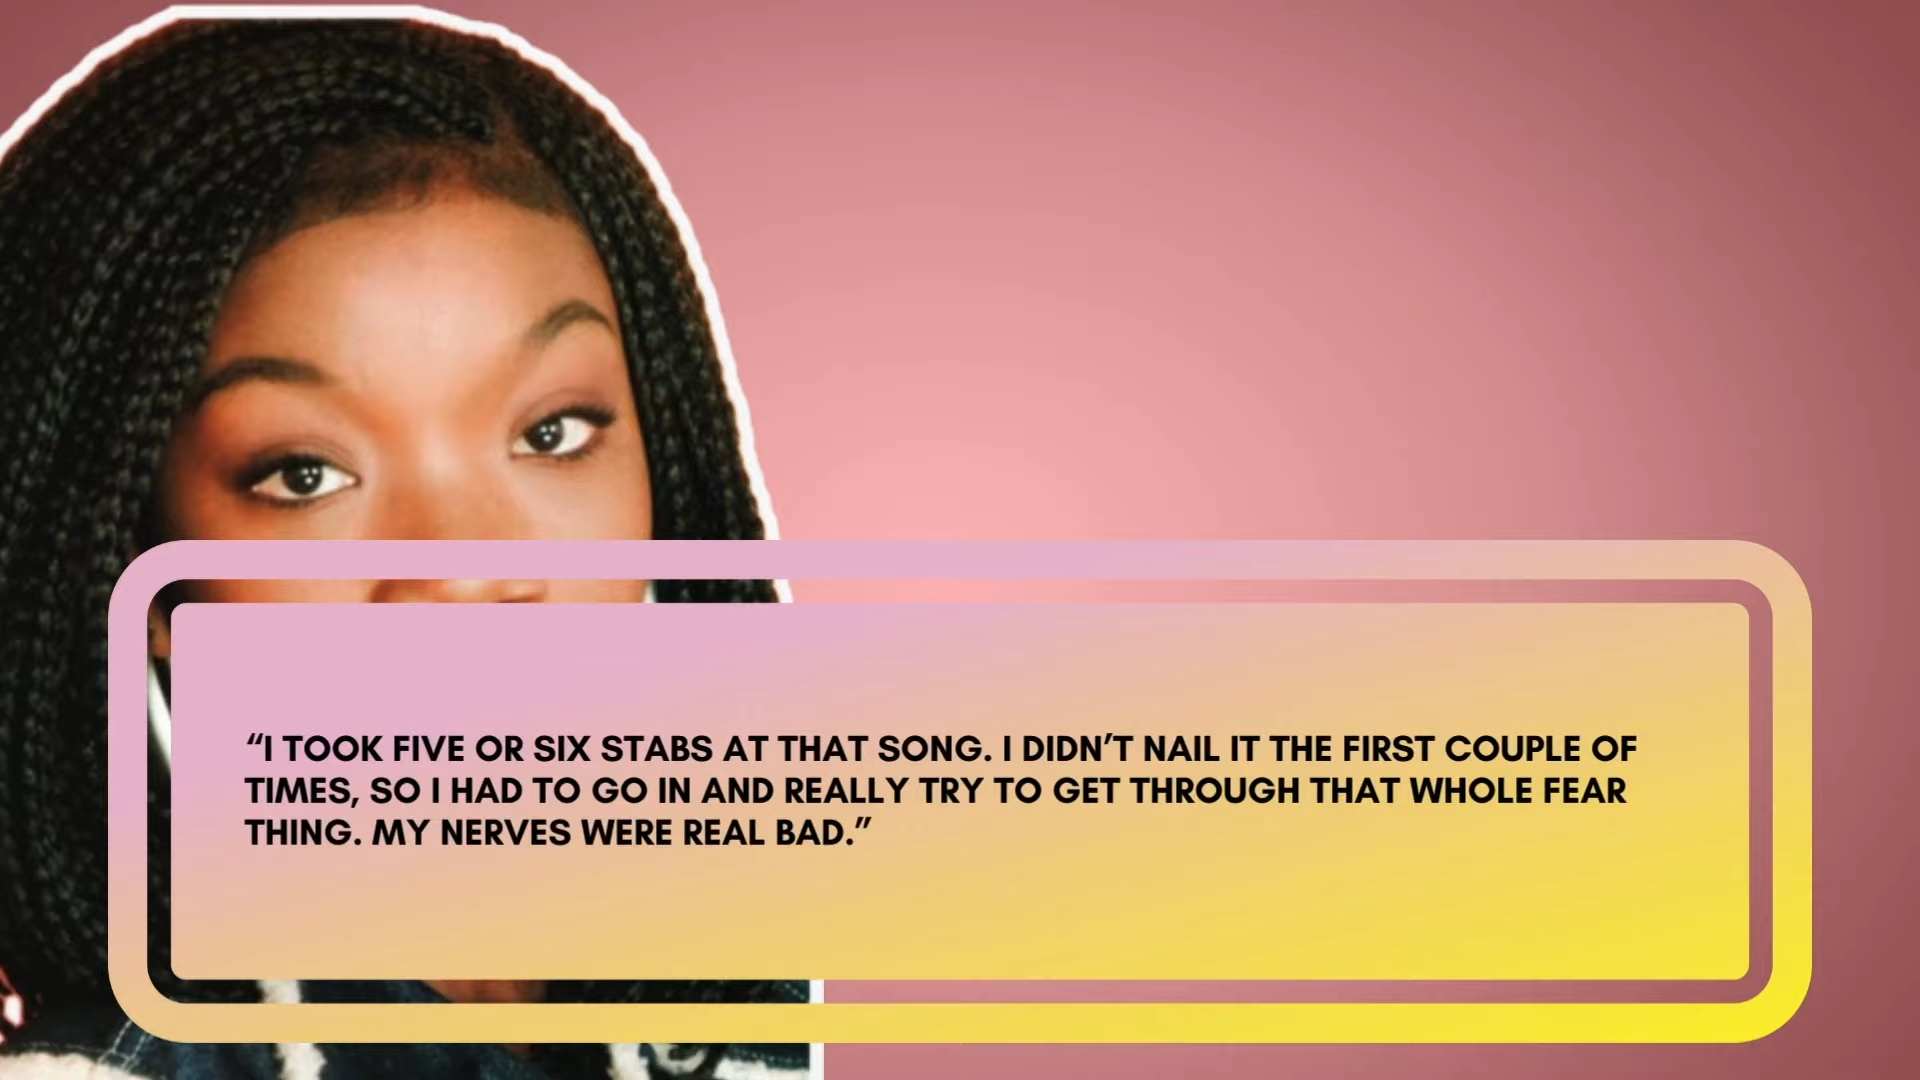 “I TOOK FIVE OR SIX STABS AT THAT SONG. I DIDN’T NAIL IT THE FIRST COUPLE OF
TIMES, SO I HAD TO GO IN AND REALLY TRY TO GET THROUGH THAT WHOLE FEAR
THING. MY NERVES WERE REAL BAD.”